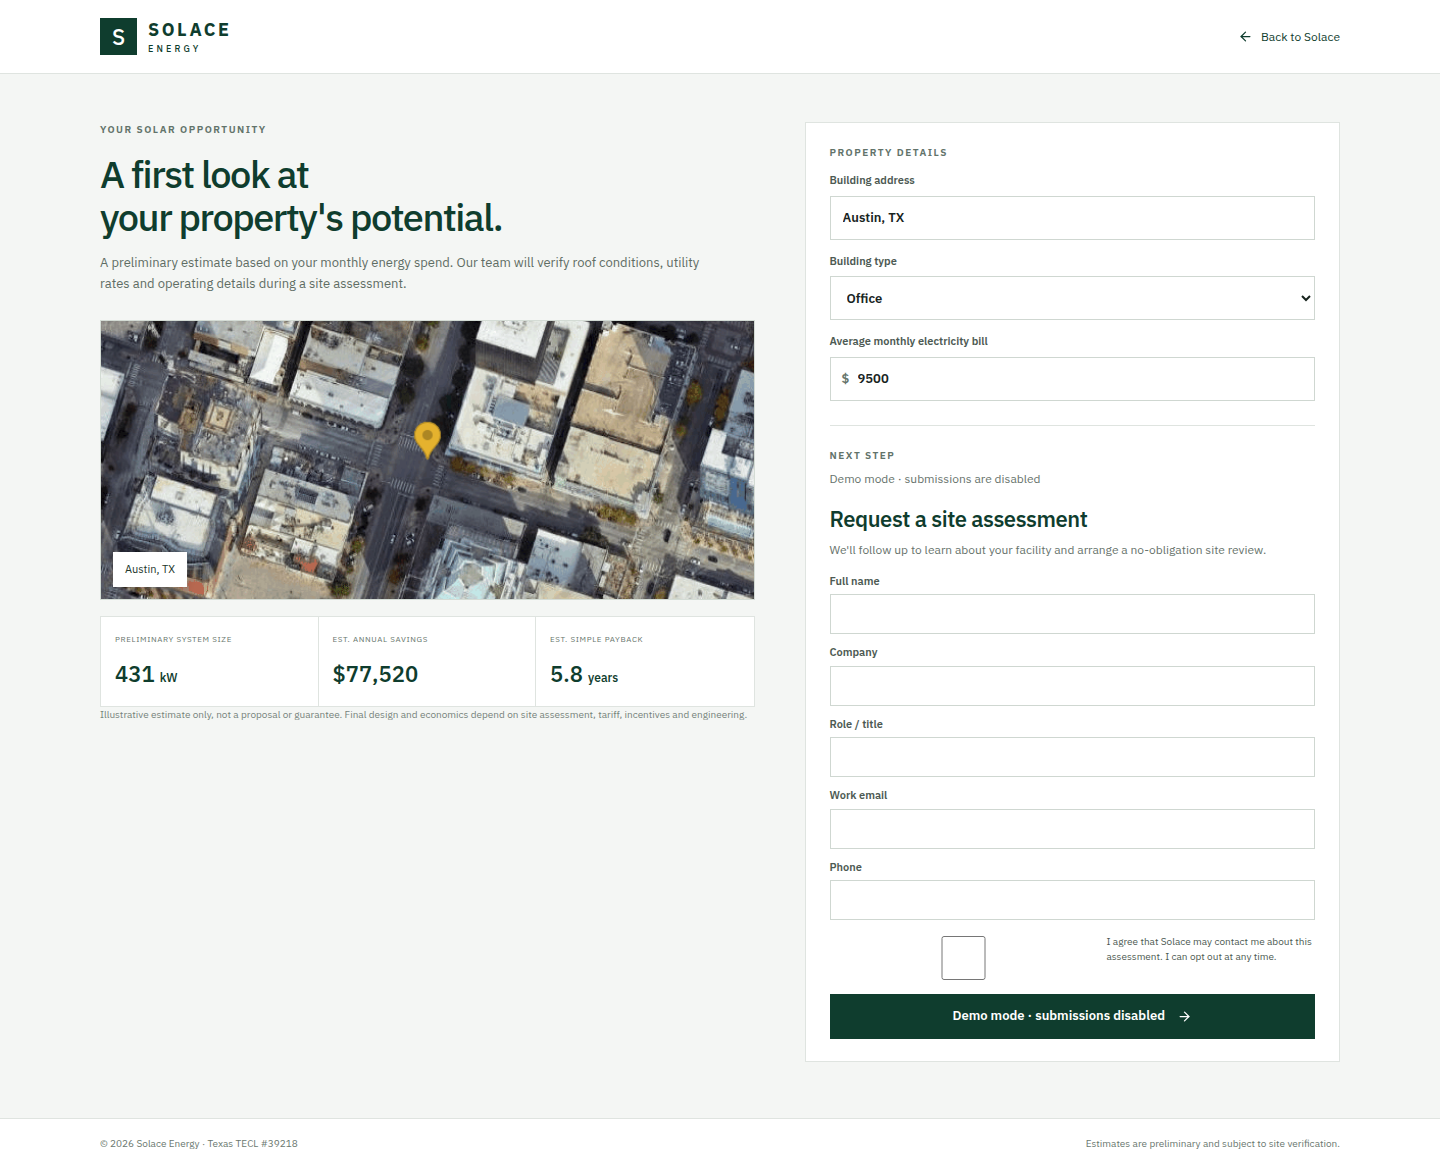 S
SOLACE
ENERGY
Back to Solace
YOUR SOLAR OPPORTUNITY
A first look at
your property's potential.
A preliminary estimate based on your monthly energy spend. Our team will verify roof conditions, utility
rates and operating details during a site assessment.
Austin, TX
PRELIMINARY SYSTEM SIZE
431 kW
EST. ANNUAL SAVINGS
$77,520
EST. SIMPLE PAYBACK
5.8 years
Illustrative estimate only, not a proposal or guarantee. Final design and economics depend on site assessment, tariff, incentives and engineering.
PROPERTY DETAILS
Building address
Austin, TX
Building type
Office
Average monthly electricity bill
$ 9500
NEXT STEP
Demo mode · submissions are disabled
Request a site assessment
We'll follow up to learn about your facility and arrange a no-obligation site review.
Full name
Company
Role / title
Work email
Phone
I agree that Solace may contact me about this
assessment. I can opt out at any time.
Demo mode · submissions disabled
© 2026 Solace Energy · Texas TECL #39218
Estimates are preliminary and subject to site verification.